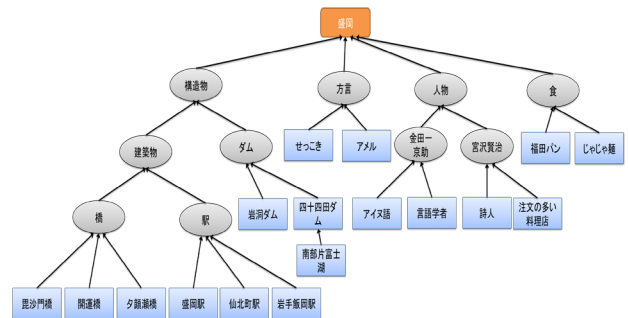 盛岡
構造物
方言
人物
食
建築物
ダム
せっこき
アメル
金田一
京助
宮沢賢治
福田パン
じゃじゃ麺
橋
駅
岩洞ダム
四十四田ダ
ム
アイヌ語
言語学者
詩人
注文の多い
料理店
南部片富士
湖
毘沙門橋
開運橋
夕顔瀬橋
盛岡駅
仙北町駅
岩手飯岡駅